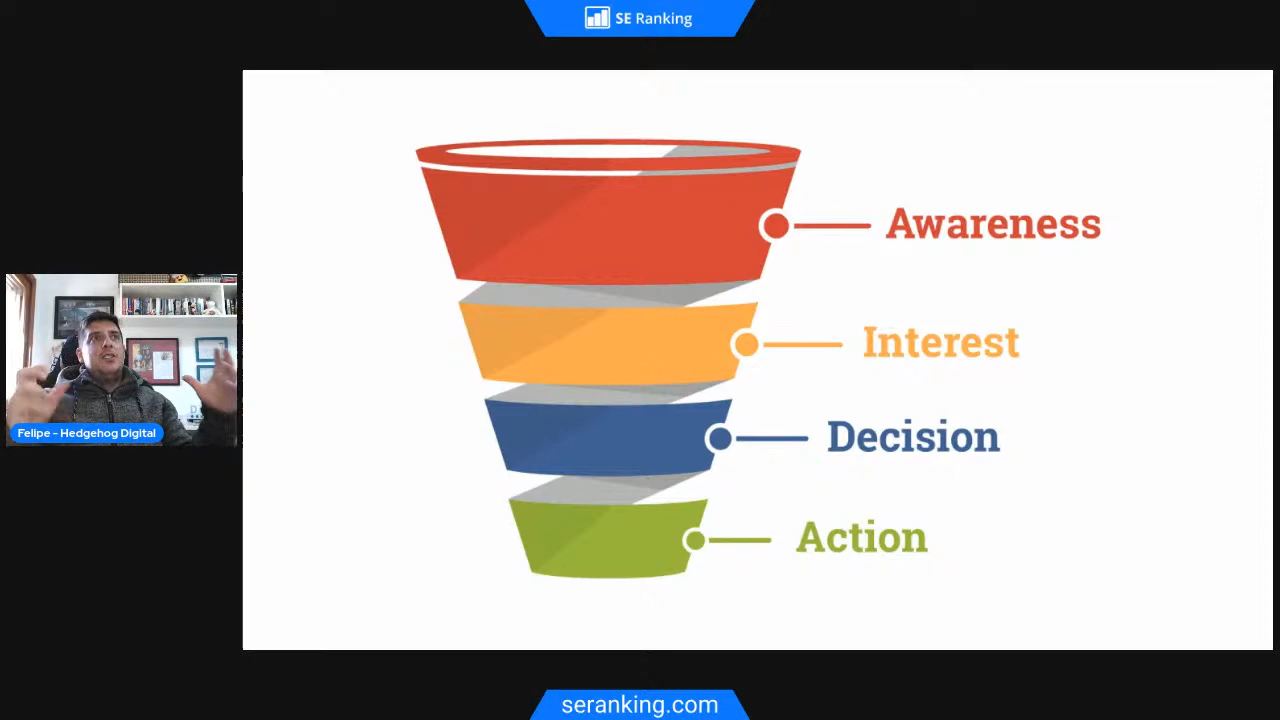 SE Ranking
Awareness
Interest
Decision
Action
Felipe - Hedgehog Digital
seranking.com